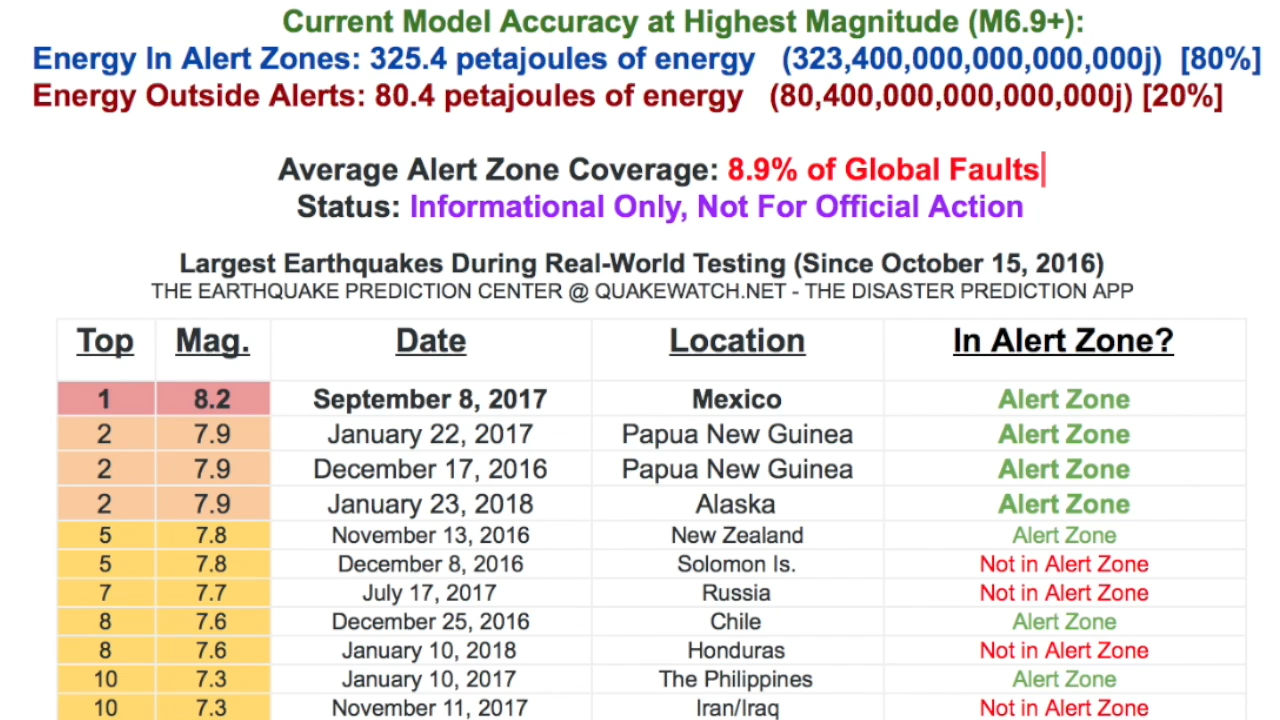 Current Model Accuracy at Highest Magnitude (M6.9+):
Energy In Alert Zones: 325.4 petajoules of energy (323,400,000,000,000,000j) [80%]
Energy Outside Alerts: 80.4 petajoules of energy (80,400,000,000,000,000j) [20%]
Average Alert Zone Coverage: 8.9% of Global Faults
Status: Informational Only, Not For Official Action
Largest Earthquakes During Real-World Testing (Since October 15, 2016)
THE EARTHQUAKE PREDICTION CENTER @ QUAKEWATCH.NET - THE DISASTER PREDICTION APP
Top Mag. Date Location In Alert Zone?
1 8.2 September 8, 2017 Mexico Alert Zone
2 7.9 January 22, 2017 Papua New Guinea Alert Zone
2 7.9 December 17, 2016 Papua New Guinea Alert Zone
2 7.9 January 23, 2018 Alaska Alert Zone
5 7.8 November 13, 2016 New Zealand Alert Zone
5 7.8 December 8, 2016 Solomon Is. Not in Alert Zone
7 7.7 July 17, 2017 Russia Not in Alert Zone
8 7.6 December 25, 2016 Chile Alert Zone
8 7.6 January 10, 2018 Honduras Not in Alert Zone
10 7.3 January 10, 2017 The Philippines Alert Zone
10 7.3 November 11, 2017 Iran/Iraq Not in Alert Zone